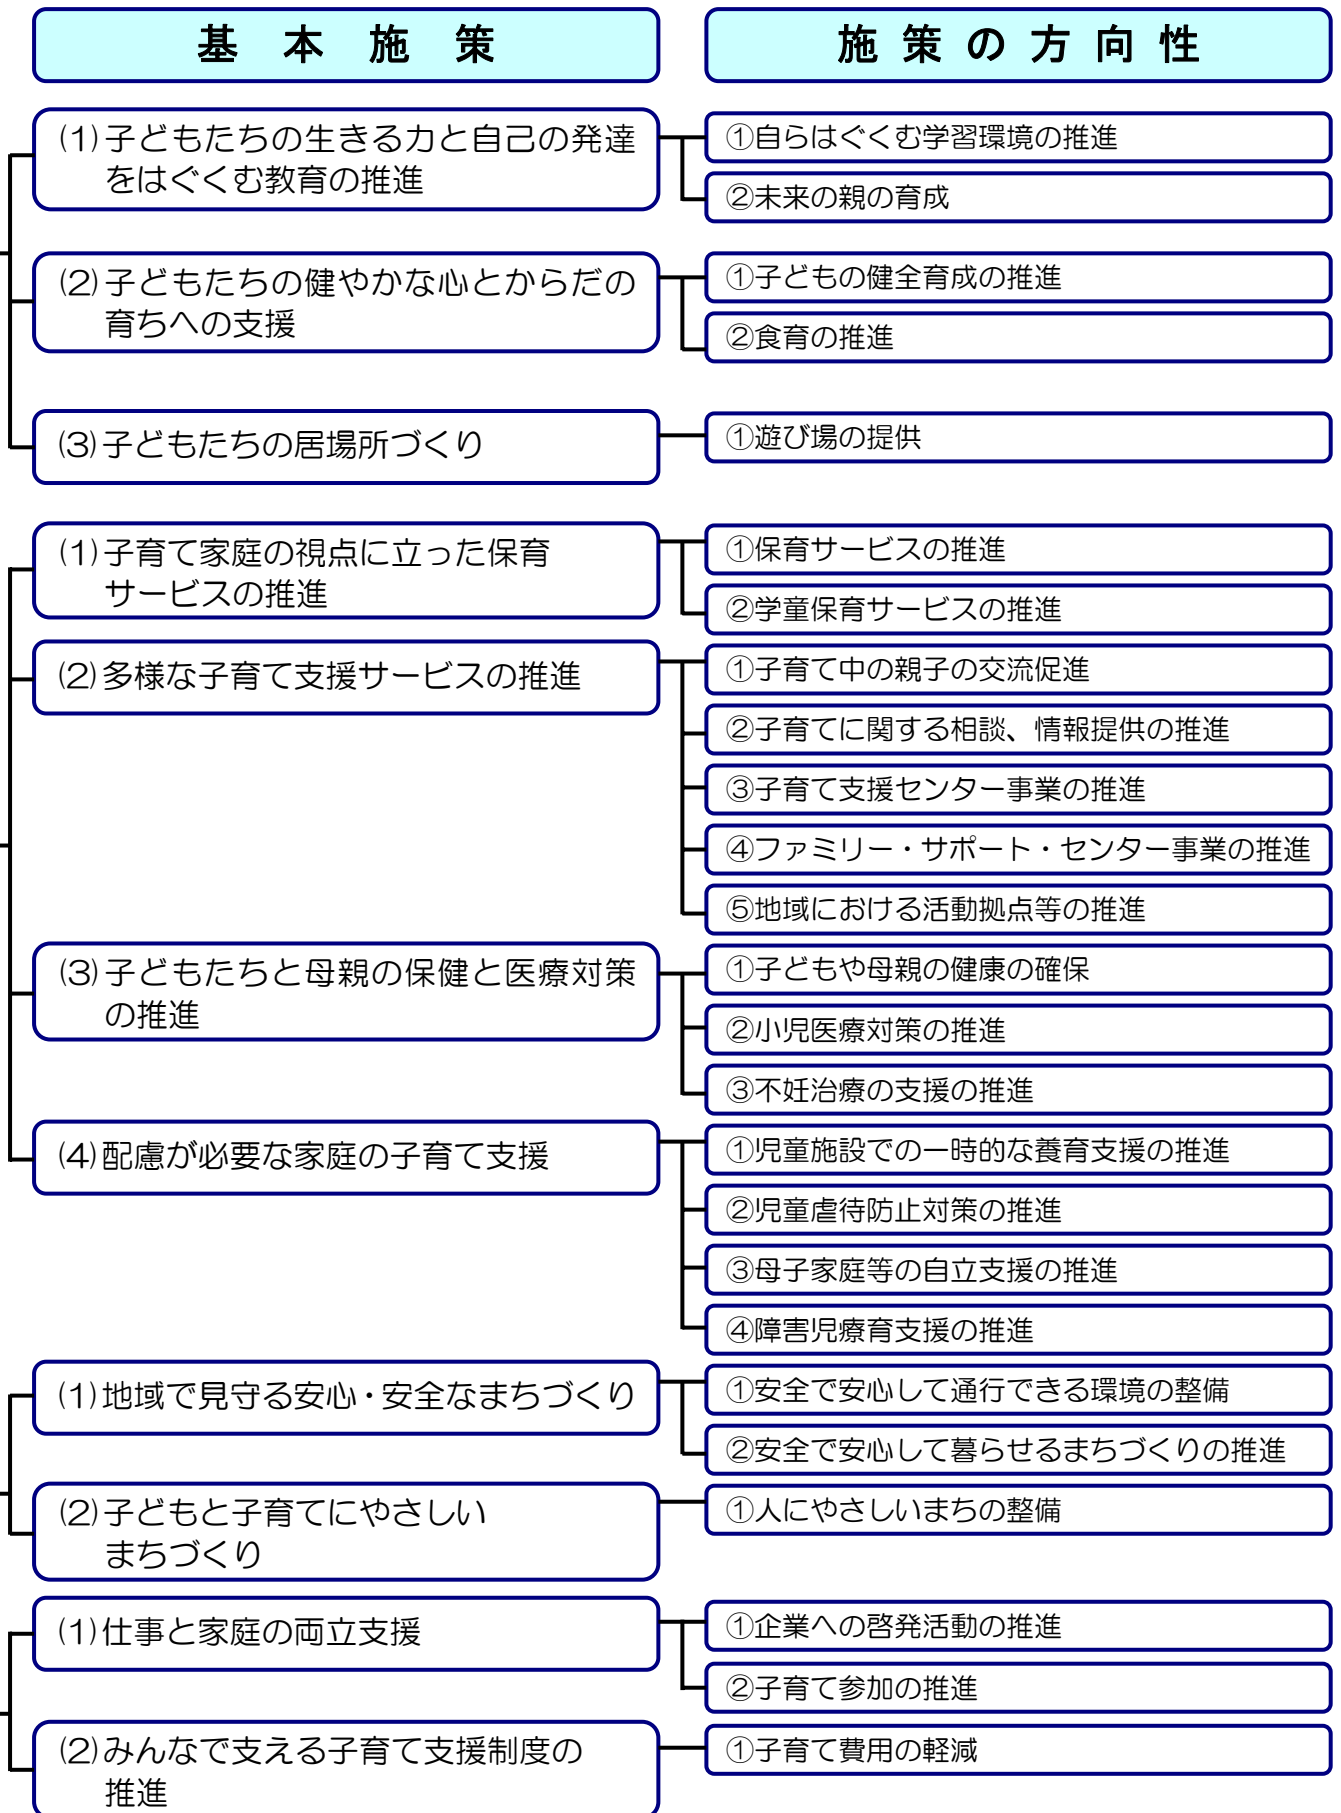 基本施策
施策の方向性
(1)子どもたちの生きる力と自己の発達
をはぐくむ教育の推進
①自らはぐくむ学習環境の推進
②未来の親の育成
(2)子どもたちの健やかな心とからだの
育ちへの支援
①子どもの健全育成の推進
②食育の推進
(3)子どもたちの居場所づくり
①遊び場の提供
(1)子育て家庭の視点に立った保育
サービスの推進
①保育サービスの推進
②学童保育サービスの推進
(2)多様な子育て支援サービスの推進
①子育て中の親子の交流促進
②子育てに関する相談、情報提供の推進
③子育て支援センター事業の推進
④ファミリー・サポート・センター事業の推進
⑤地域における活動拠点等の推進
(3)子どもたちと母親の保健と医療対策
の推進
①子どもや母親の健康の確保
②小児医療対策の推進
③不妊治療の支援の推進
(4)配慮が必要な家庭の子育て支援
①児童施設での一時的な養育支援の推進
②児童虐待防止対策の推進
③母子家庭等の自立支援の推進
④障害児療育支援の推進
(1)地域で見守る安心・安全なまちづくり
①安全で安心して通行できる環境の整備
②安全で安心して暮らせるまちづくりの推進
(2)子どもと子育てにやさしい
まちづくり
①人にやさしいまちの整備
(1)仕事と家庭の両立支援
①企業への啓発活動の推進
②子育て参加の推進
(2)みんなで支える子育て支援制度の
推進
①子育て費用の軽減